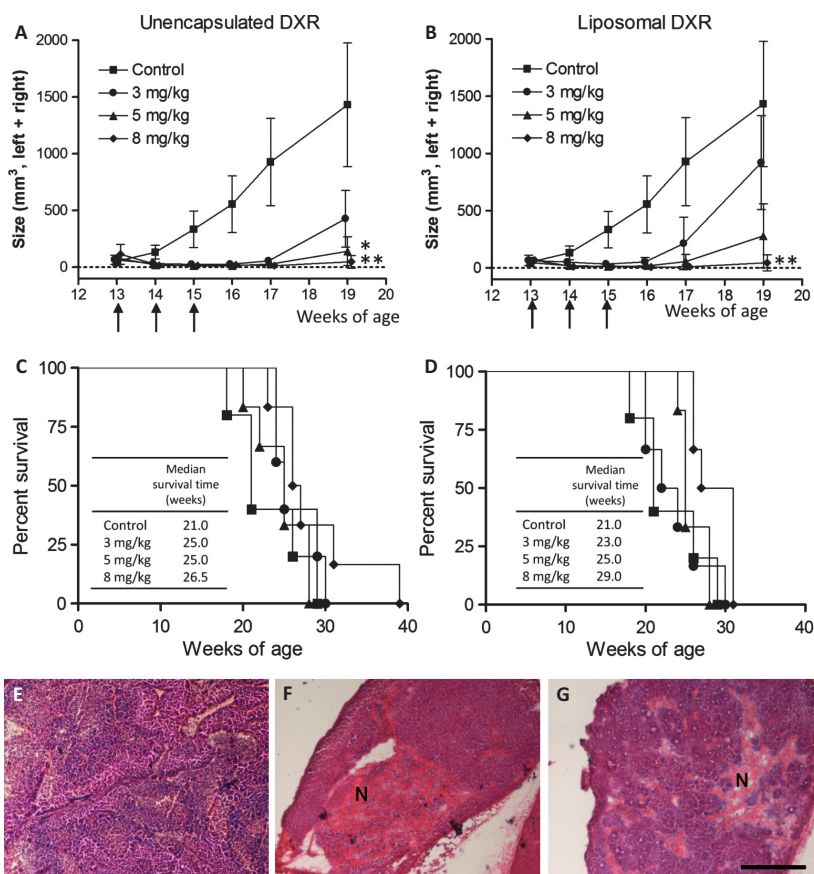 A
Unencapsulated DXR
2000
1500
1000
500
0
Size (mm³, left + right)
Control
3 mg/kg
5 mg/kg
8 mg/kg
*
**
12 13 14 15 16 17 18 19 20
Weeks of age
B
Liposomal DXR
2000
1500
1000
500
0
Size (mm³, left + right)
Control
3 mg/kg
5 mg/kg
8 mg/kg
**
12 13 14 15 16 17 18 19 20
Weeks of age
C
100
75
50
25
0
Percent survival
Median
survival time
(weeks)
Control 21.0
3 mg/kg 25.0
5 mg/kg 25.0
8 mg/kg 26.5
0 20 30 40
Weeks of age
D
100
75
50
25
0
Percent survival
Median
survival time
(weeks)
Control 21.0
3 mg/kg 23.0
5 mg/kg 25.0
8 mg/kg 29.0
0 20 30 40
Weeks of age
E
F
N
G
N